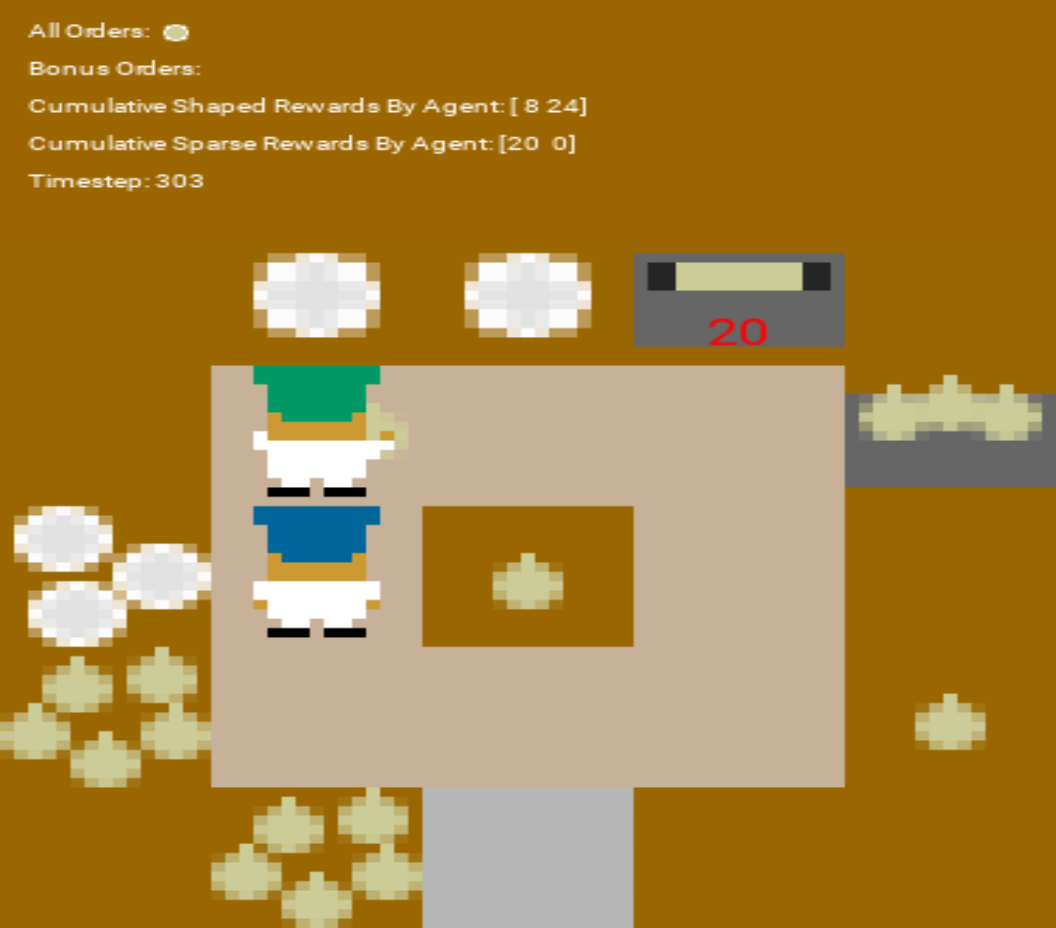 All Orders:
Bonus Orders:
Cumulative Shaped Rewards By Agent: [ 8 24]
Cumulative Sparse Rewards By Agent: [20  0]
Timestep: 303
20